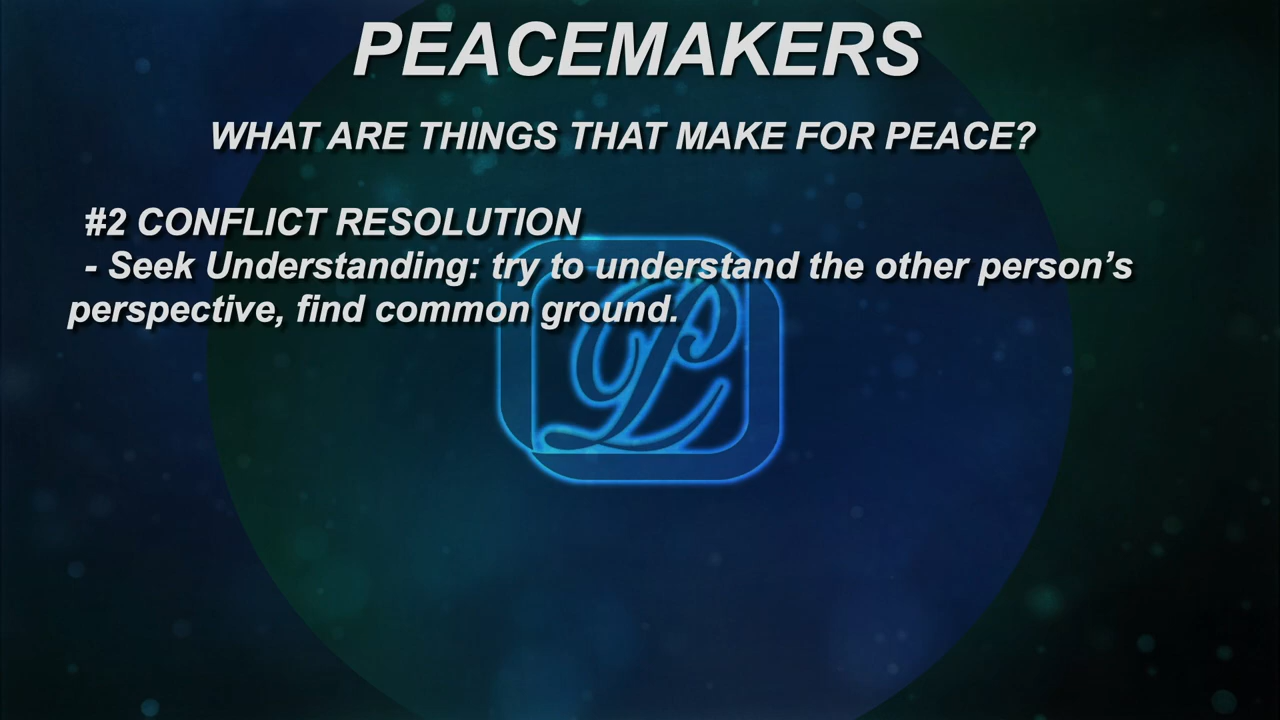 PEACEMAKERS
WHAT ARE THINGS THAT MAKE FOR PEACE?
#2 CONFLICT RESOLUTION
- Seek Understanding: try to understand the other person’s
perspective, find common ground.